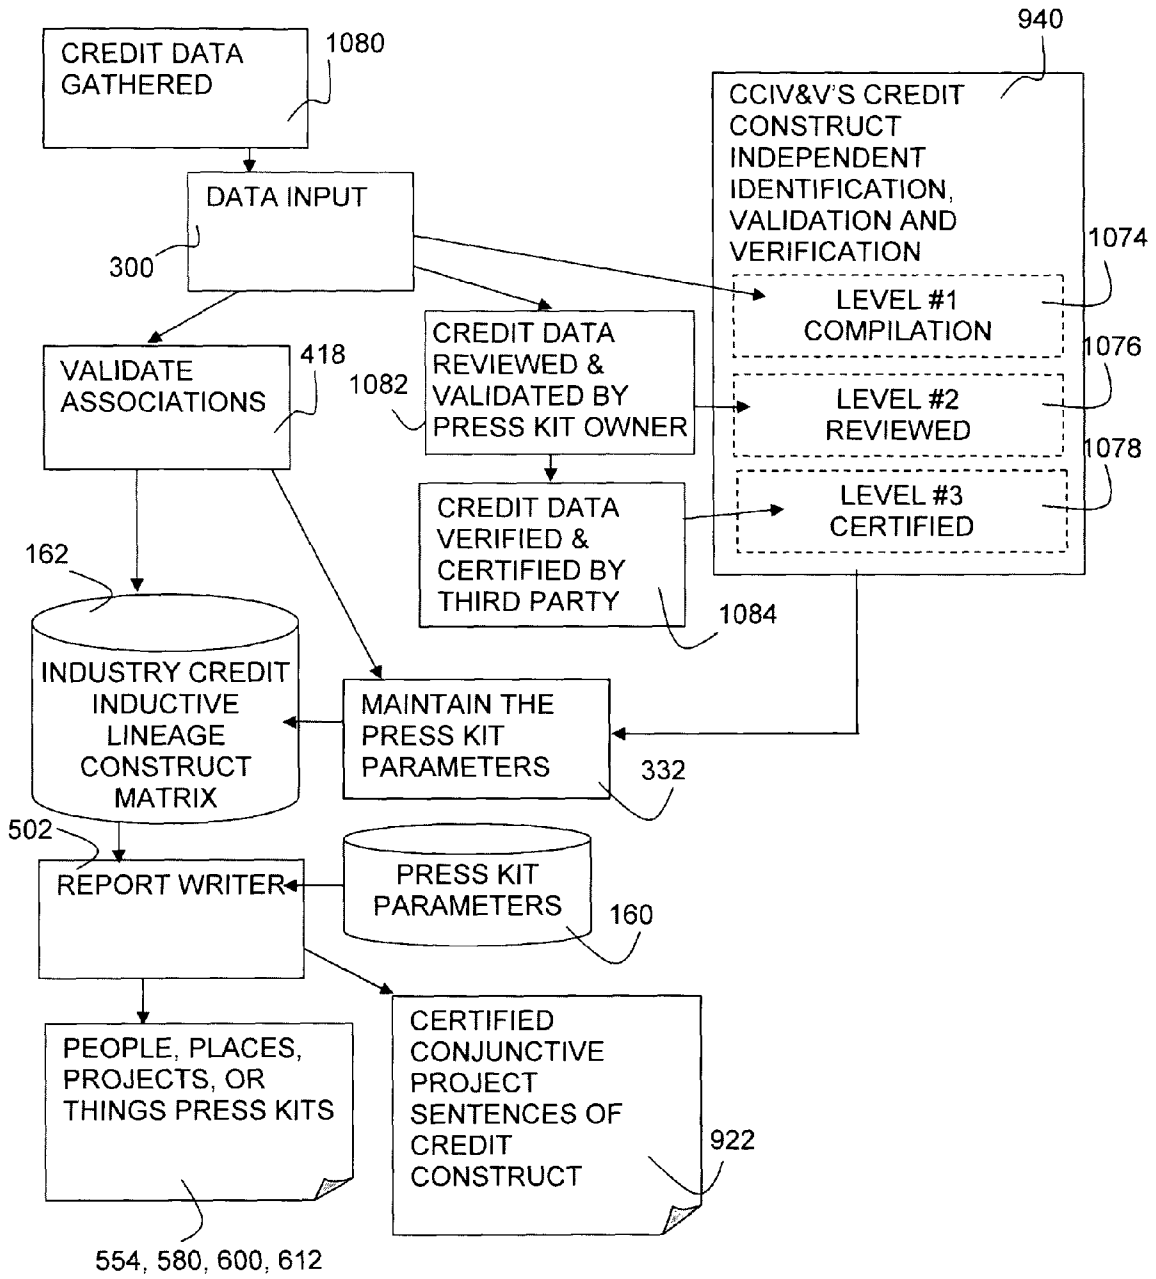 CREDIT DATA
GATHERED
1080
940
DATA INPUT
300
CCIV&V'S CREDIT
CONSTRUCT
INDEPENDENT
IDENTIFICATION,
VALIDATION AND
VERIFICATION
1074
LEVEL #1
COMPILATION
1076
LEVEL #2
REVIEWED
1078
LEVEL #3
CERTIFIED
VALIDATE
ASSOCIATIONS
418
1082
CREDIT DATA
REVIEWED &
VALIDATED BY
PRESS KIT OWNER
CREDIT DATA
VERIFIED &
CERTIFIED BY
THIRD PARTY
1084
162
INDUSTRY CREDIT
INDUCTIVE
LINEAGE
CONSTRUCT
MATRIX
MAINTAIN THE
PRESS KIT
PARAMETERS
332
502
REPORT WRITER
PRESS KIT
PARAMETERS
160
PEOPLE, PLACES,
PROJECTS, OR
THINGS PRESS KITS
554, 580, 600, 612
CERTIFIED
CONJUNCTIVE
PROJECT
SENTENCES OF
CREDIT
CONSTRUCT
922